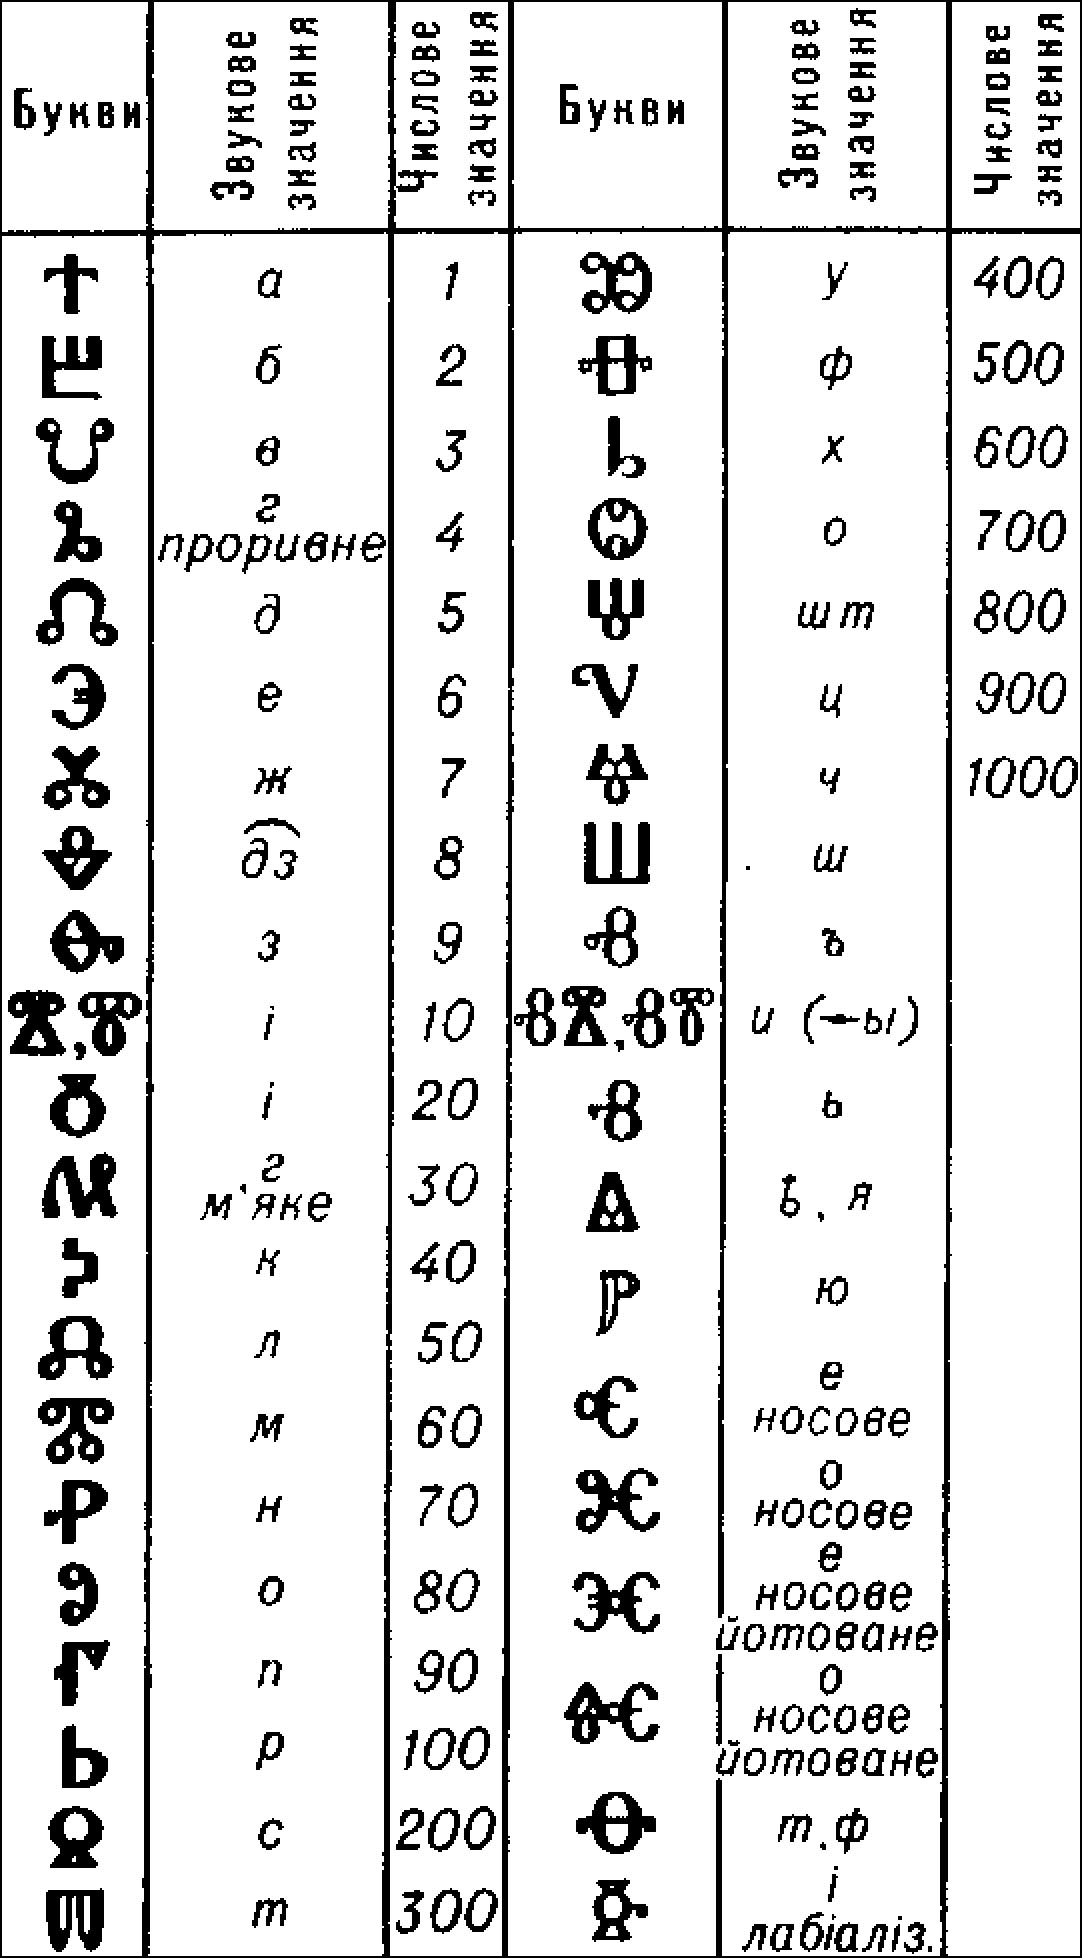 Букви Звукове значення Числове значення Букви Звукове значення Числове значення
Ⰰ а 1 Ⱆ у 400
Ⰱ б 2 Ⱇ ф 500
Ⰲ в 3 Ⱈ х 600
Ⰳ г проривне 4 Ⱉ о 700
Ⰴ д 5 Ⱋ шт 800
Ⰵ е 6 Ⱌ ц 900
Ⰶ ж 7 Ⱍ ч 1000
Ⰷ д͡з 8 Ⱎ ш
Ⰸ з 9 Ⱏ ъ
Ⰺ, Ⰹ і 10 ⰟⰊ, ⰟⰉ и (←ы)
Ⰻ і 20 Ⱐ ь
Ⰼ г м'яке 30 Ⱑ ѣ, я
Ⰽ к 40 Ⱓ ю
Ⰾ л 50 Ⱔ е носове
Ⰿ м 60 Ⱘ о носове
Ⱀ н 70 Ⱗ е носове йотоване
Ⱁ о 80 Ⱙ о носове йотоване
Ⱂ п 90 Ⱚ т.ф
Ⱃ р 100 Ⱛ і лабіаліз.
Ⱄ с 200
Ⱅ т 300